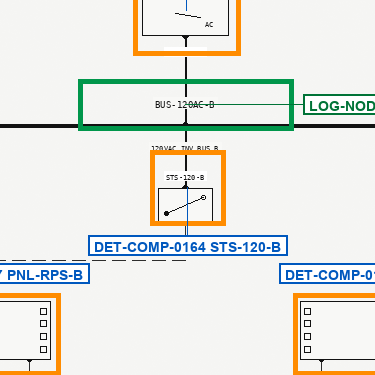 AC
BUS-120AC-B
LOG-NOD
120VAC INV BUS B
STS-120-B
DET-COMP-0164 STS-120-B
PNL-RPS-B
DET-COMP-01